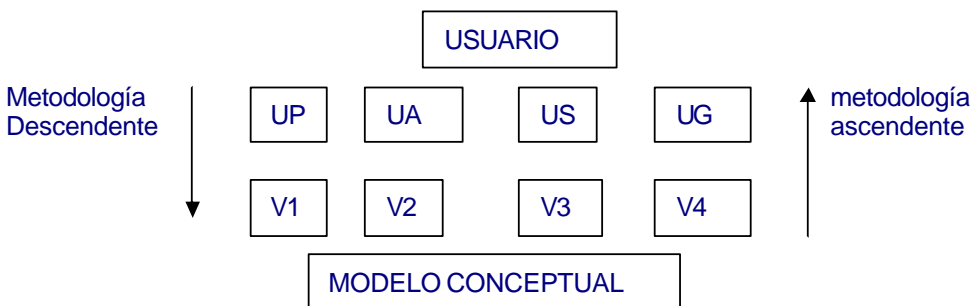 USUARIO
Metodología
Descendente
UP
UA
US
UG
metodología
ascendente
V1
V2
V3
V4
MODELO CONCEPTUAL